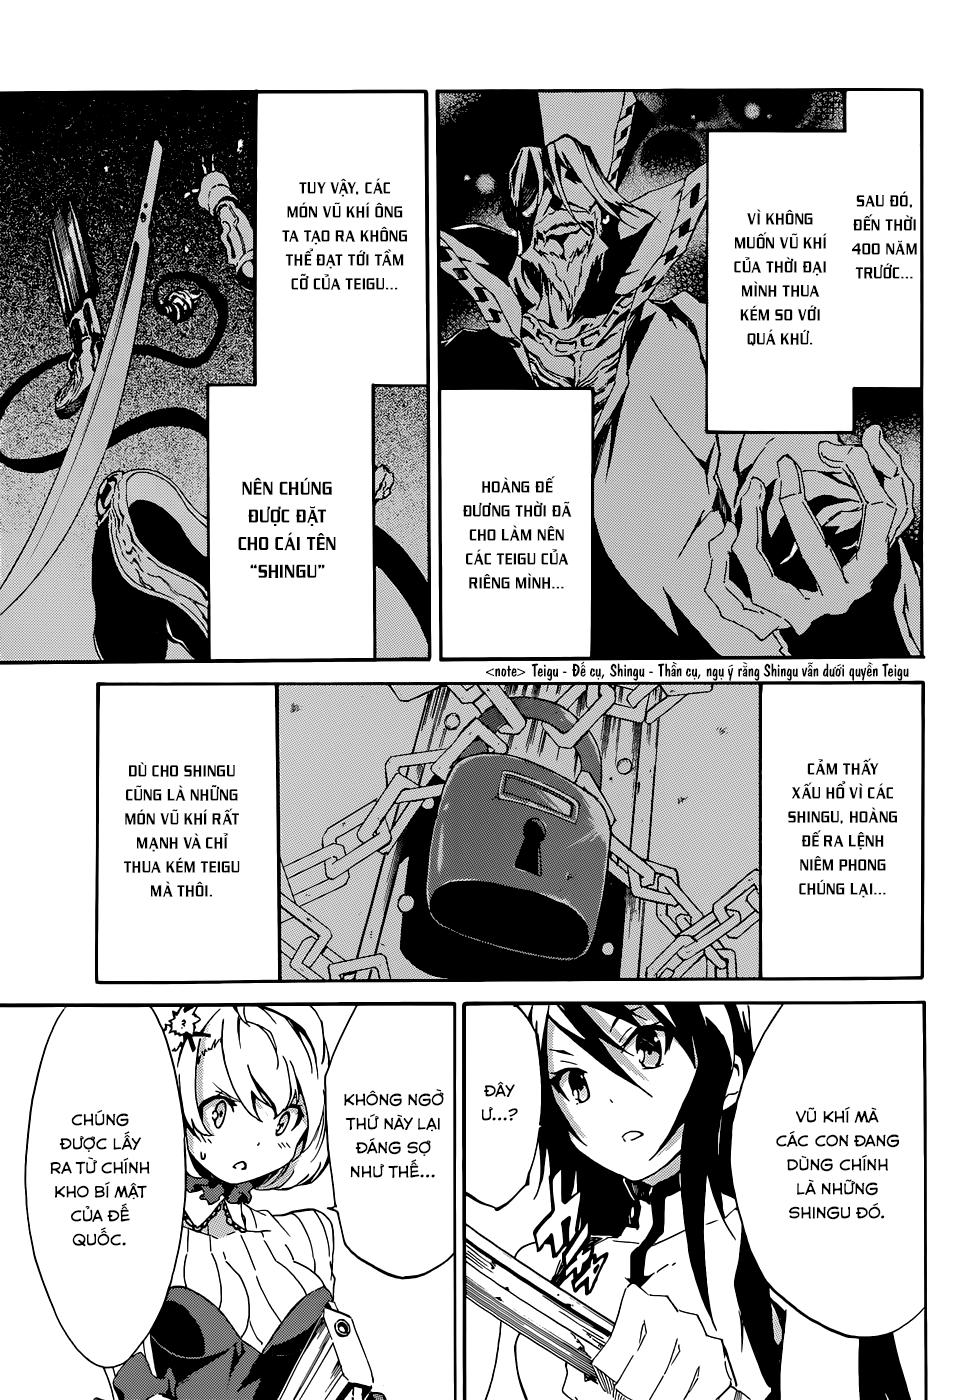 SAU ĐÓ,
ĐẾN THỜI
400 NĂM
TRƯỚC...
VÌ KHÔNG
MUỐN VŨ KHÍ
CỦA THỜI ĐẠI
MÌNH THUA
KÉM SO VỚI
QUÁ KHỨ.
HOÀNG ĐẾ
ĐƯƠNG THỜI ĐÃ
CHO LÀM NÊN
CÁC TEIGU CỦA
RIÊNG MÌNH...
TUY VẬY, CÁC
MÓN VŨ KHÍ ÔNG
TA TẠO RA KHÔNG
THỂ ĐẠT TỚI TẦM
CỠ CỦA TEIGU...
NÊN CHÚNG
ĐƯỢC ĐẶT
CHO CÁI TÊN
“SHINGU”
<note> Teigu - Đế cụ, Shingu - Thần cụ, ngụ ý rằng Shingu vẫn dưới quyền Teigu
CẢM THẤY
XẤU HỔ VÌ CÁC
SHINGU, HOÀNG
ĐẾ RA LỆNH
NIÊM PHONG
CHÚNG LẠI...
DÙ CHO SHINGU
CŨNG LÀ NHỮNG
MÓN VŨ KHÍ RẤT
MẠNH VÀ CHỈ
THUA KÉM TEIGU
MÀ THÔI.
VŨ KHÍ MÀ
CÁC CON ĐANG
DÙNG CHÍNH
LÀ NHỮNG
SHINGU ĐÓ.
ĐÂY
Ư...?
KHÔNG NGỜ
THỨ NÀY LẠI
ĐÁNG SỢ
NHƯ THẾ...
?
CHÚNG
ĐƯỢC LẤY
RA TỪ CHÍNH
KHO BÍ MẬT
CỦA ĐẾ
QUỐC.